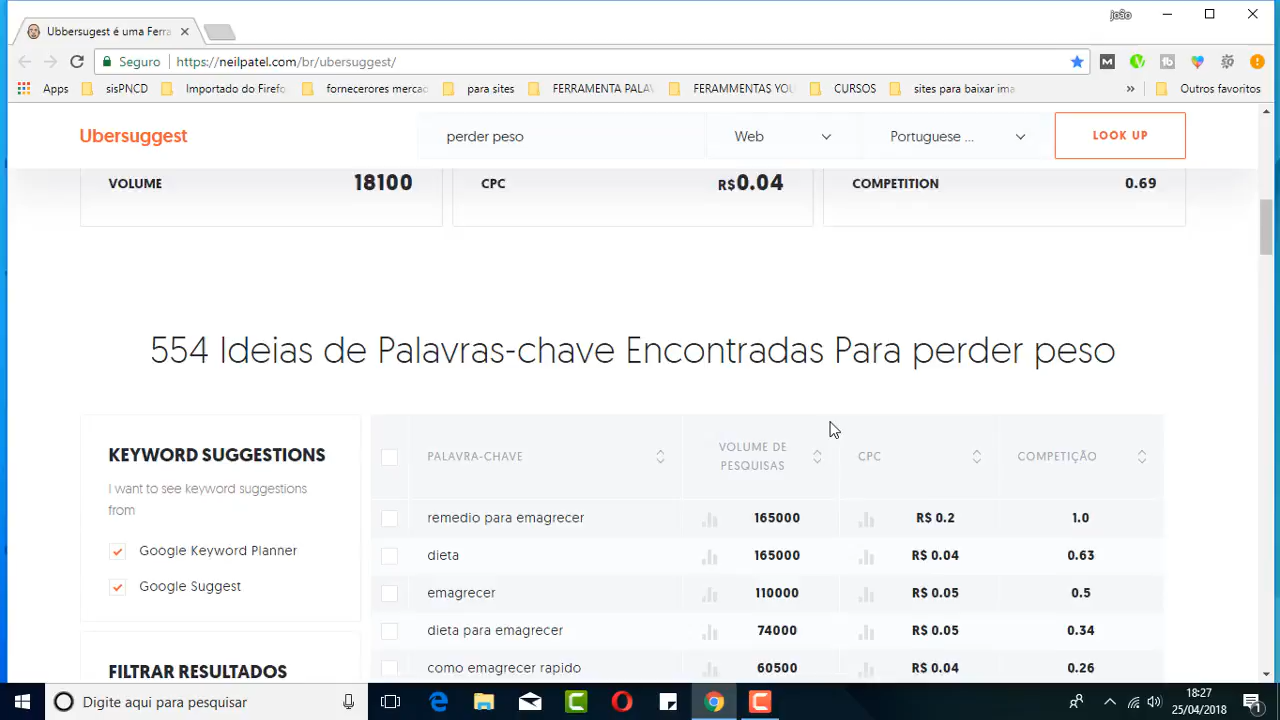 joão
Ubbersugest é uma Ferra
Seguro https://neilpatel.com/br/ubersuggest/
Apps sisPNCD Importado do Firefo fornecerores mercac para sites FERRAMENTA PALAV FERAMMENTAS YOU CURSOS sites para baixar ima » Outros favoritos
Ubersuggest perder peso Web Portuguese ... LOOK UP
VOLUME 18100 CPC R$0.04 COMPETITION 0.69
554 Ideias de Palavras-chave Encontradas Para perder peso
KEYWORD SUGGESTIONS
I want to see keyword suggestions
from
Google Keyword Planner
Google Suggest
FILTRAR RESULTADOS
PALAVRA-CHAVE VOLUME DE PESQUISAS CPC COMPETIÇÃO
remedio para emagrecer 165000 R$ 0.2 1.0
dieta 165000 R$ 0.04 0.63
emagrecer 110000 R$ 0.05 0.5
dieta para emagrecer 74000 R$ 0.05 0.34
como emagrecer rapido 60500 R$ 0.04 0.26
Digite aqui para pesquisar
18:27
25/04/2018
1